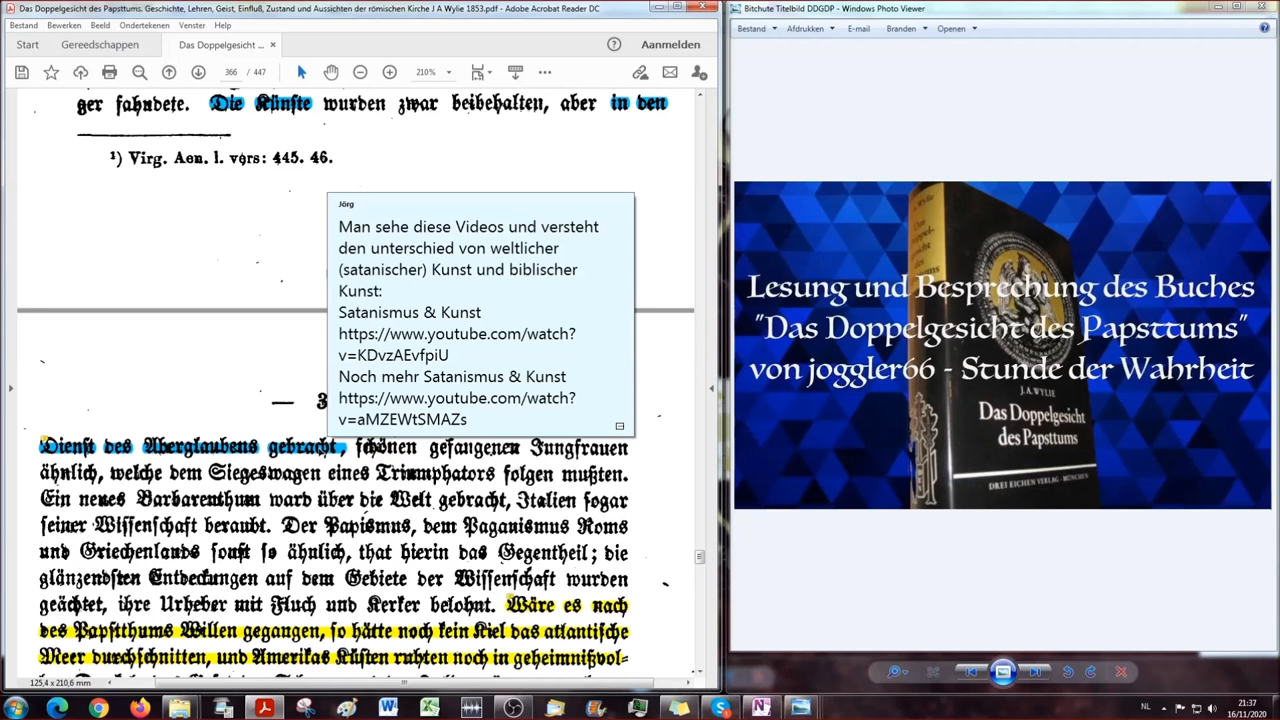 Das Doppelgesicht des Papsttums. Geschichte, Lehren, Geist, Einfluß, Zustand und Aussichten der römischen Kirche J A Wylie 1853.pdf - Adobe Acrobat Reader DC
Bestand Bewerken Beeld Ondertekenen Venster Help
Start Gereedschappen Das Doppelgesicht ... × Anmelden
366 / 447 210%
ger fahndete. Die Künste wurden zwar beibehalten, aber in den
¹) Virg. Aen. l. vers: 445. 46.
Jörg
Man sehe diese Videos und versteht
den unterschied von weltlicher
(satanischer) Kunst und biblischer
Kunst:
Satanismus & Kunst
https://www.youtube.com/watch?
v=KDvzAEvfpiU
Noch mehr Satanismus & Kunst
https://www.youtube.com/watch?
v=aMZEWtSMAZs
— 3
Dienst des Aberglaubens gebracht, schönen gefangenen Jungfrauen
ähnlich, welche dem Siegeswagen eines Triumphators folgen mußten.
Ein neues Barbarenthum ward über die Welt gebracht, Italien sogar
seiner Wissenschaft beraubt. Der Papismus, dem Paganismus Roms
und Griechenlands sonst so ähnlich, that hierin das Gegentheil; die
glänzendsten Entdeckungen auf dem Gebiete der Wissenschaft wurden
geächtet, ihre Urheber mit Fluch und Kerker belohnt. Wäre es nach
des Papstthums Willen gegangen, so hätte noch kein Kiel das atlantische
Meer durchschnitten, und Amerikas Küsten ruhten noch in geheimnißvol-
125,4 x 210,6 mm
Bitchute Titelbild DDGDP - Windows Photo Viewer
Bestand Afdrukken E-mail Branden Openen
Lesung und Besprechung des Buches
"Das Doppelgesicht des Papsttums"
von joggler66 - Stunde der Wahrheit
J.A. WYLIE
Das Doppelgesicht
des Papsttums
DREI EICHEN VERLAG · MÜNCHEN
NL
21:37
16/11/2020